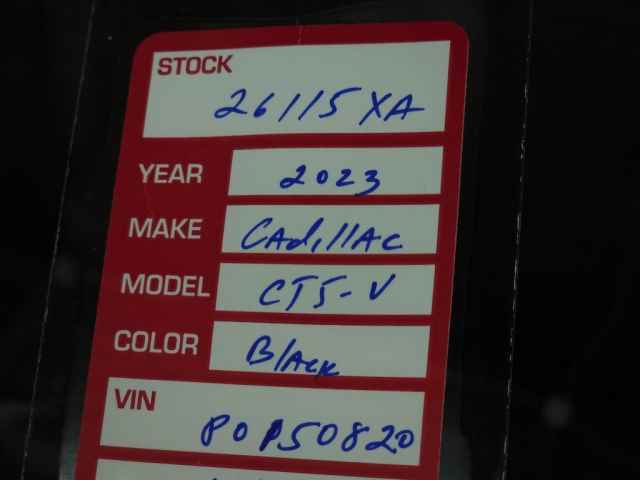 STOCK
26115XA
YEAR 2023
MAKE Cadillac
MODEL CT5-V
COLOR Black
VIN
P0P50820